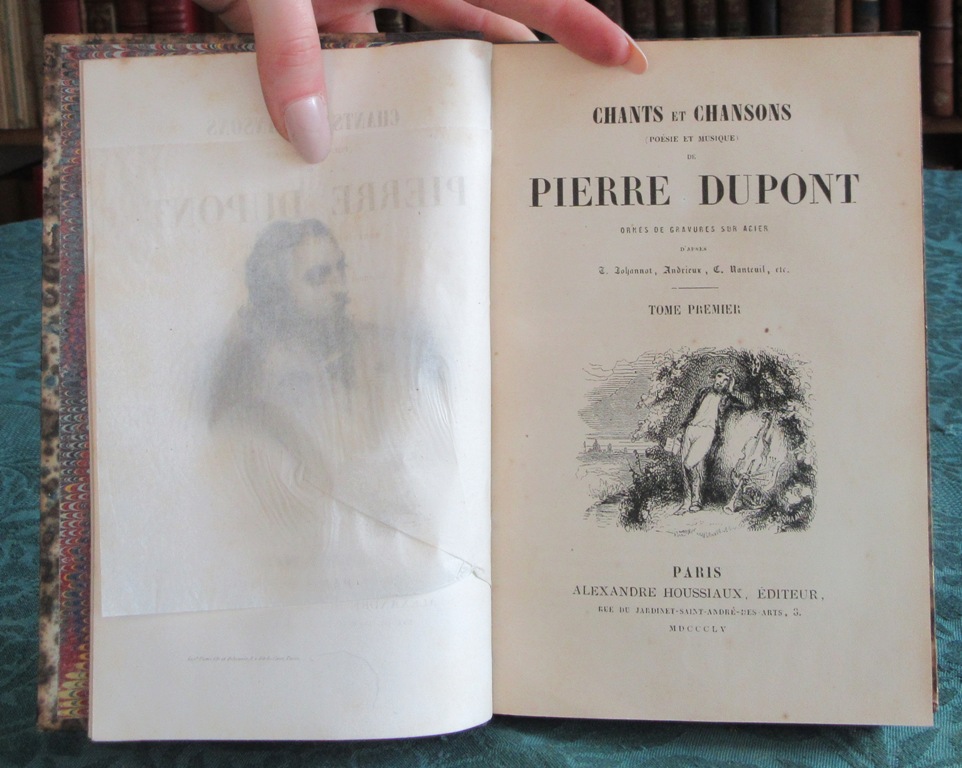 CHANTS ET CHANSONS
(POÉSIE ET MUSIQUE)
DE
PIERRE DUPONT
ORNÉS DE GRAVURES SUR ACIER
D'APRÈS
T. Johannot, Andrieux, C. Nanteuil, etc.
TOME PREMIER
PARIS
ALEXANDRE HOUSSIAUX, ÉDITEUR,
RUE DU JARDINET-SAINT-ANDRÉ-DES-ARTS, 3.
MDCCCLV